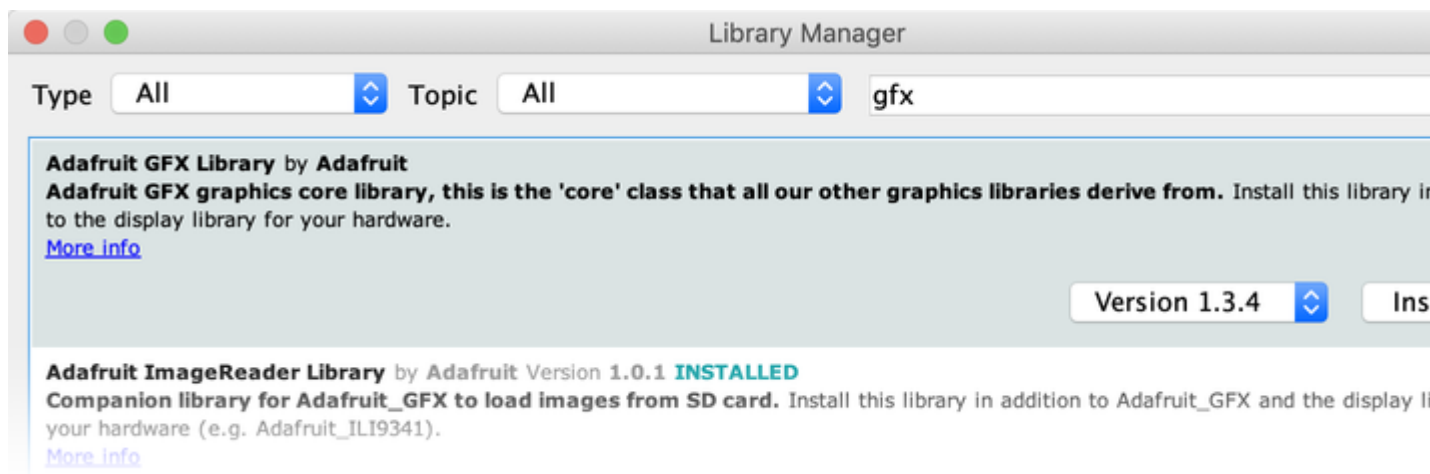 Library Manager
Type All Topic All gfx
Adafruit GFX Library by Adafruit
Adafruit GFX graphics core library, this is the 'core' class that all our other graphics libraries derive from. Install this library
to the display library for your hardware.
More info
Version 1.3.4
Adafruit ImageReader Library by Adafruit Version 1.0.1 INSTALLED
Companion library for Adafruit_GFX to load images from SD card. Install this library in addition to Adafruit_GFX and the display
your hardware (e.g. Adafruit_ILI9341).
More info